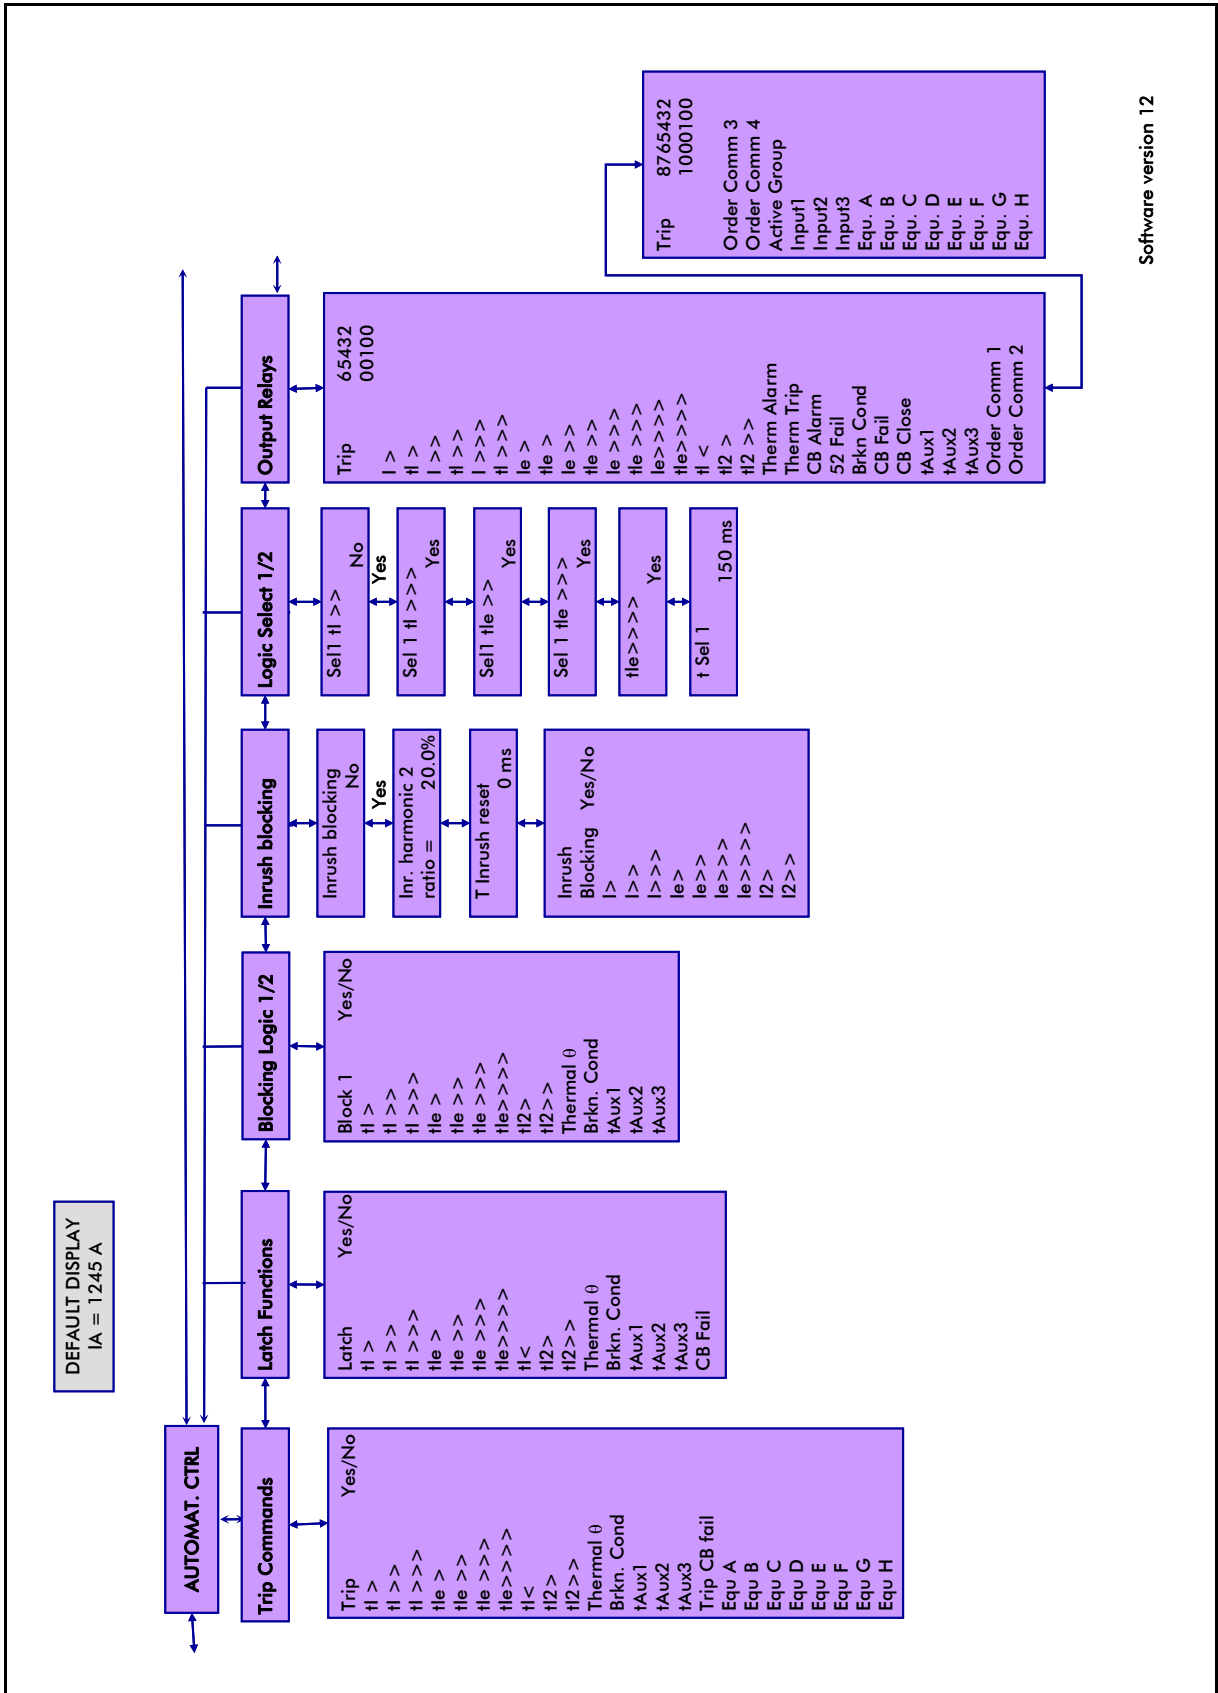 DEFAULT DISPLAY
IA = 1245 A
AUTOMAT. CTRL
Trip Commands
Trip Yes/No
tI >
tI >>
tI >>>
tIe >
tIe >>
tIe >>>
tIe>>>>
tI<
tI2>
tI2>>
Thermal θ
Brkn. Cond
tAux1
tAux2
tAux3
Trip CB fail
Equ A
Equ B
Equ C
Equ D
Equ E
Equ F
Equ G
Equ H
Latch Functions
Latch Yes/No
tI >
tI >>
tI >>>
tIe >
tIe >>
tIe >>>
tIe>>>>
tI<
tI2>
tI2>>
Thermal θ
Brkn. Cond
tAux1
tAux2
tAux3
CB Fail
Blocking Logic 1/2
Block 1 Yes/No
tI >
tI >>
tI >>>
tIe >
tIe >>
tIe >>>
tIe>>>>
tI2>
tI2>>
Thermal θ
Brkn. Cond
tAux1
tAux2
tAux3
Inrush blocking
Inrush blocking
No
Yes
Inr. harmonic 2
ratio = 20.0%
T Inrush reset
0 ms
Inrush
Blocking Yes/No
I>
I>>
I>>>
Ie>
Ie>>
Ie>>>
Ie>>>>
I2>
I2>>
Logic Select 1/2
Sel1 tI >>
No
Yes
Sel 1 tI >>>
Yes
Sel1 tIe >>
Yes
Sel 1 tIe >>>
Yes
tIe>>>>
Yes
t Sel 1
150 ms
Output Relays
Trip 65432
00100
I >
tI >
I >>
tI >>
I >>>
tI >>>
Ie >
tIe >
Ie >>
tIe >>
Ie >>>
tIe >>>
Ie>>>>
tIe>>>>
tI <
tI2 >
tI2 >>
Therm Alarm
Therm Trip
CB Alarm
52 Fail
Brkn Cond
CB Fail
CB Close
tAux1
tAux2
tAux3
Order Comm 1
Order Comm 2
Trip 8765432
1000100
Order Comm 3
Order Comm 4
Active Group
Input1
Input2
Input3
Equ. A
Equ. B
Equ. C
Equ. D
Equ. E
Equ. F
Equ. G
Equ. H
Software version 12